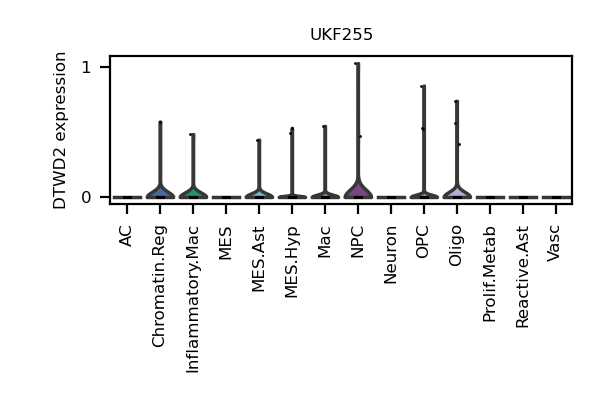 UKF255
DTWD2 expression
1
0
AC
Chromatin.Reg
Inflammatory.Mac
MES
MES.Ast
MES.Hyp
Mac
NPC
Neuron
OPC
Oligo
Prolif.Metab
Reactive.Ast
Vasc